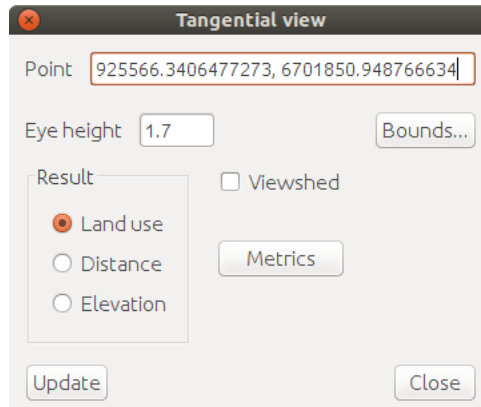 Tangential view
Point 925566.3406477273, 6701850.948766634
Eye height 1.7 Bounds...
Result Viewshed
Land use
Distance Metrics
Elevation
Update Close